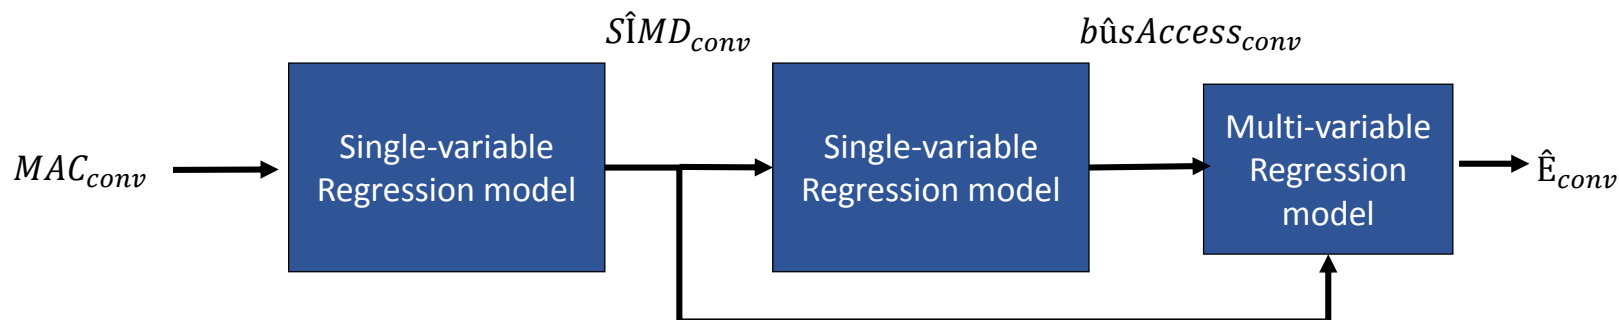 SÎMD_conv
bûsAccess_conv
MAC_conv
Single-variable
Regression model
Single-variable
Regression model
Multi-variable
Regression
model
Ê_conv